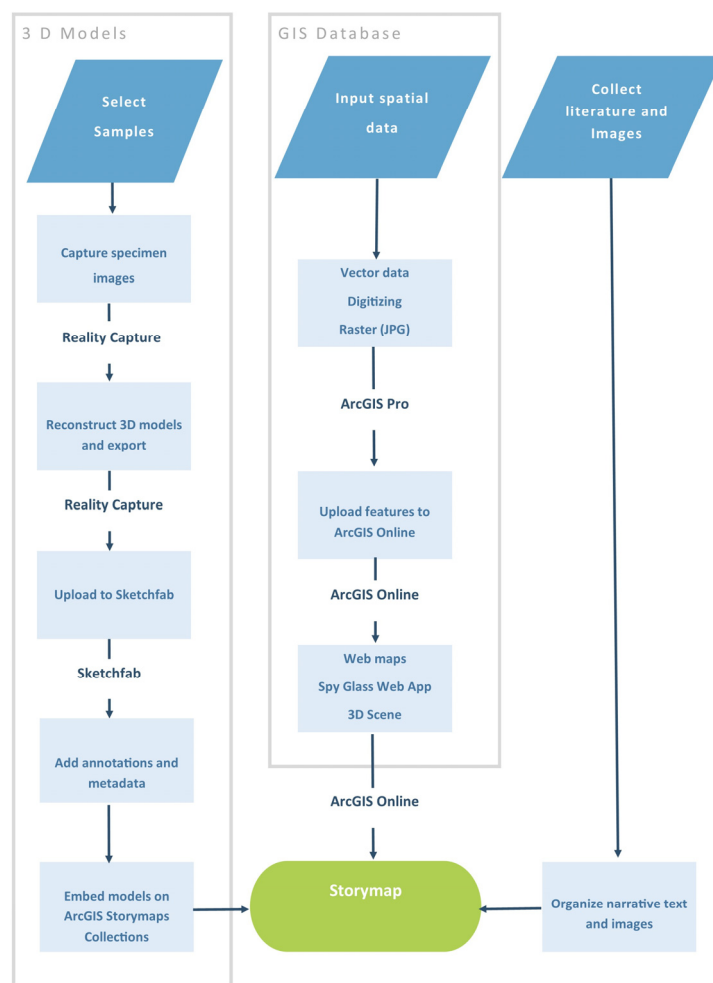 3 D Models
Select
Samples
Capture specimen
images
Reality Capture
Reconstruct 3D models
and export
Reality Capture
Upload to Sketchfab
Sketchfab
Add annotations and
metadata
Embed models on
ArcGIS Storymaps
Collections
GIS Database
Input spatial
data
Vector data
Digitizing
Raster (JPG)
ArcGIS Pro
Upload features to
ArcGIS Online
ArcGIS Online
Web maps
Spy Glass Web App
3D Scene
ArcGIS Online
Storymap
Collect
literature and
Images
Organize narrative text
and images